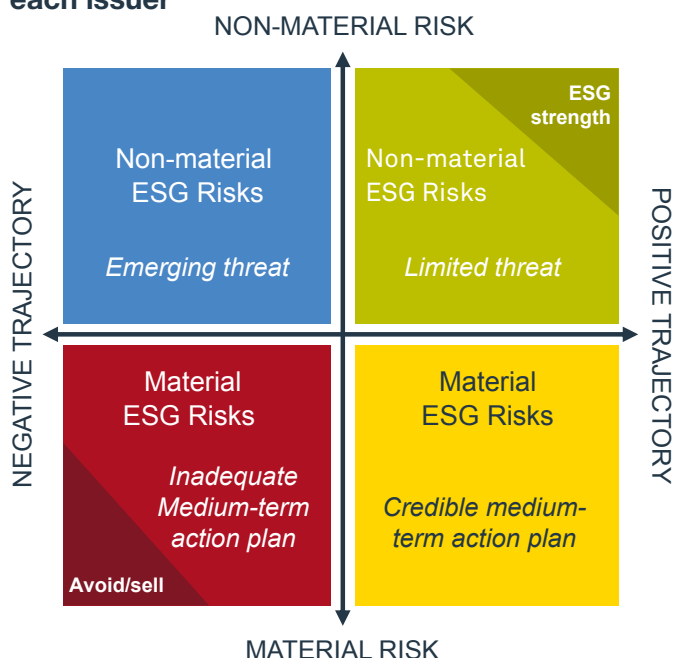 each issuer
NON-MATERIAL RISK
NEGATIVE TRAJECTORY
Non-material
ESG Risks
Emerging threat
ESG
strength
Non-material
ESG Risks
Limited threat
POSITIVE TRAJECTORY
Material
ESG Risks
Inadequate
Medium-term
action plan
Avoid/sell
Material
ESG Risks
Credible medium-
term action plan
MATERIAL RISK